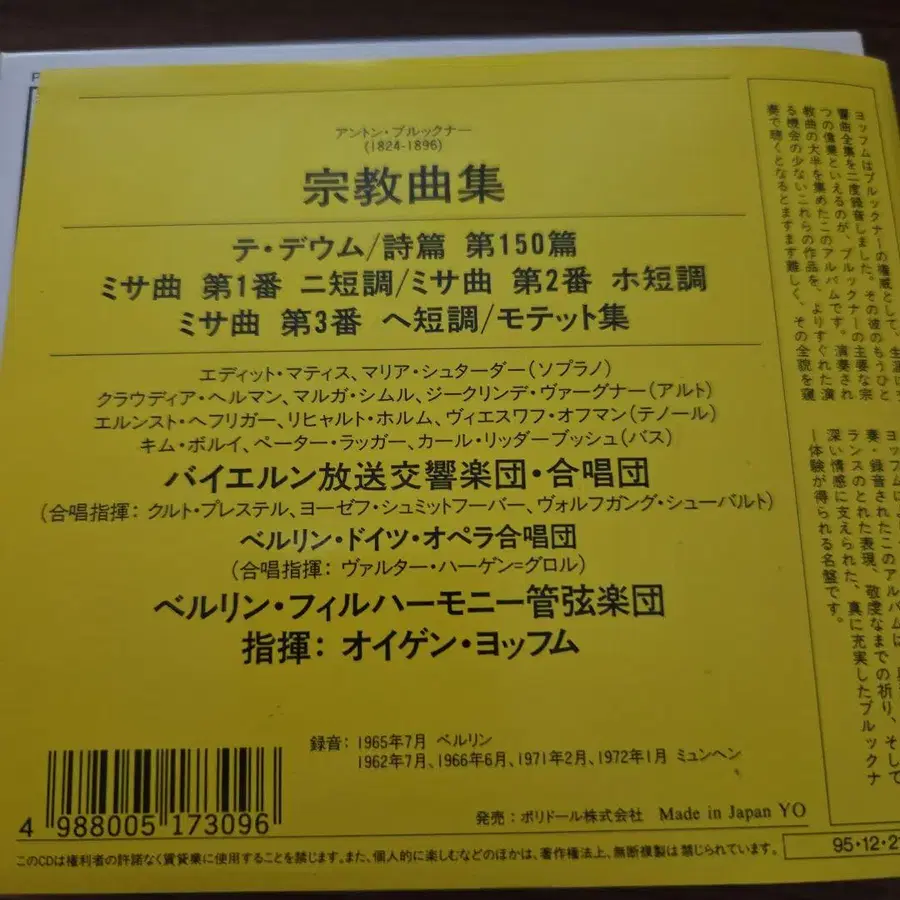 アントン・ブルックナー
(1824-1896)
宗教曲集
テ・デウム/詩篇 第150篇
ミサ曲 第1番 ニ短調/ミサ曲 第2番 ホ短調
ミサ曲 第3番 ヘ短調/モテット集
エディット・マティス、マリア・シュターダー(ソプラノ)
クラウディア・ヘルマン、マルガ・シムル、ジークリンデ・ヴァーグナー(アルト)
エルンスト・ヘフリガー、リヒャルト・ホルム、ヴィエスワフ・オフマン(テノール)
キム・ボルイ、ペーター・ラッガー、カール・リッダーブッシュ(バス)
バイエルン放送交響楽団・合唱団
(合唱指揮: クルト・プレステル、ヨーゼフ・シュミットフーバー、ヴォルフガング・シューバルト)
ベルリン・ドイツ・オペラ合唱団
(合唱指揮: ヴァルター・ハーゲン=グロル)
ベルリン・フィルハーモニー管弦楽団
指揮: オイゲン・ヨッフム
録音: 1965年7月 ベルリン
1962年7月、1966年6月、1971年2月、1972年1月 ミュンヘン
発売: ポリドール株式会社 Made in Japan YO
4 988005 173096
このCDは権利者の許諾なく賃貸業に使用することを禁じます。また、個人的に楽しむなどのほかは、著作権法上、無断複製は禁じられています。
95・12・2
ヨッフムはブルックナーの権威として、生涯に
響曲全集を二度録音しました。その彼のもうひと
つの偉業といえるのが、ブルックナーの主要な宗
教曲の大半を集めたこのアルバムです。演奏され
る機会の少ないこれらの作品を、よりすぐれた演
奏で聴くとなるとますます難しく、その全貌を窺
ヨッフムによ
奏・録音されたこのアルバムは
ランスのとれた表現、敬虔なまでの祈り、そして
深い情感に支えられた、真に充実したブルックナ
ー体験が得られる名盤です。